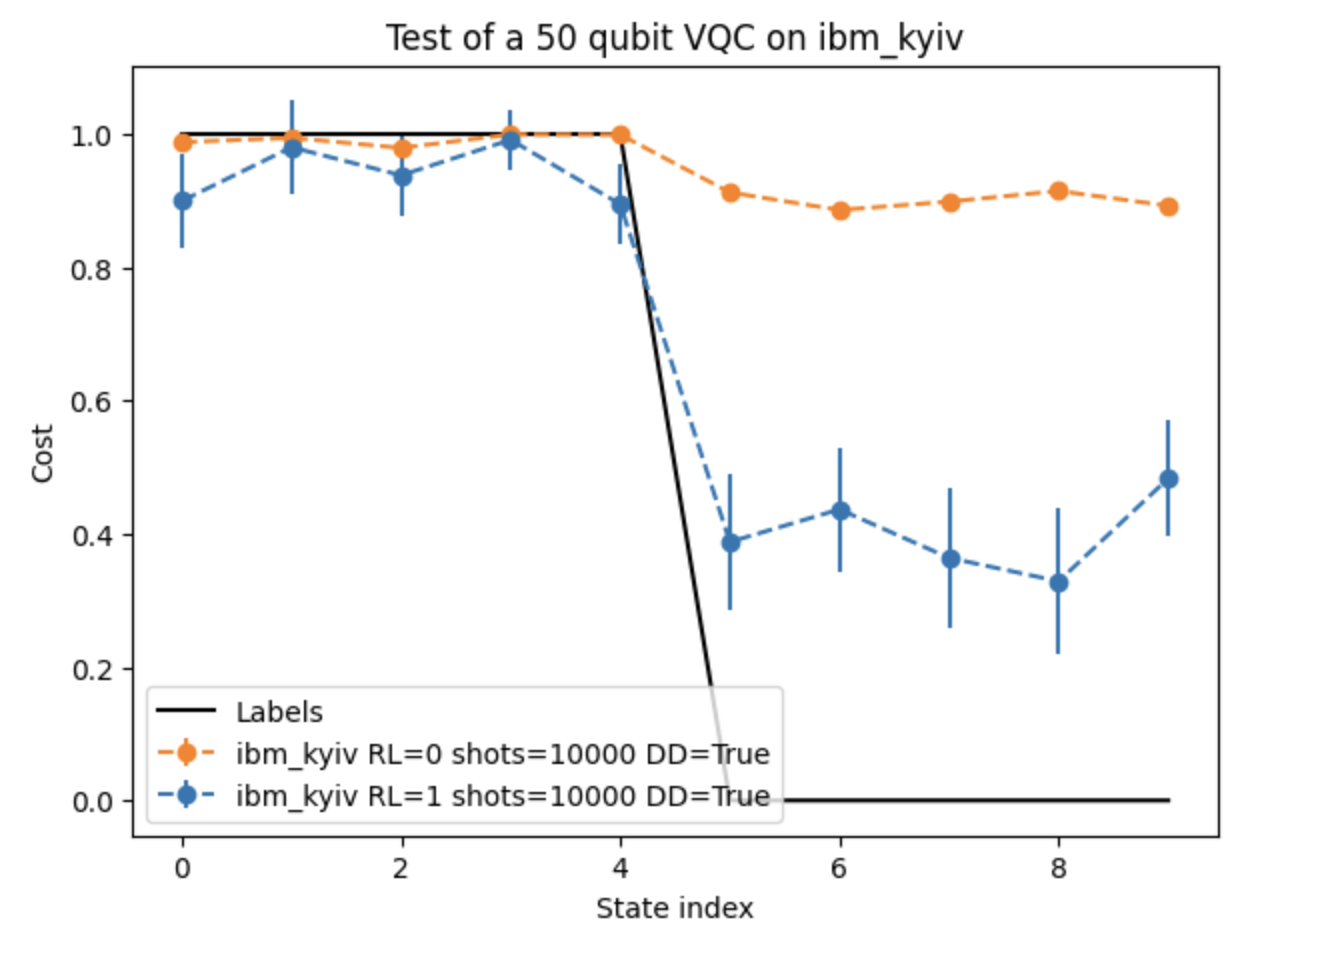 Test of a 50 qubit VQC on ibm_kyiv
1.0
0.8
0.6
0.4
0.2
0.0
Cost
Labels
ibm_kyiv RL=0 shots=10000 DD=True
ibm_kyiv RL=1 shots=10000 DD=True
0 2 4 6 8
State index